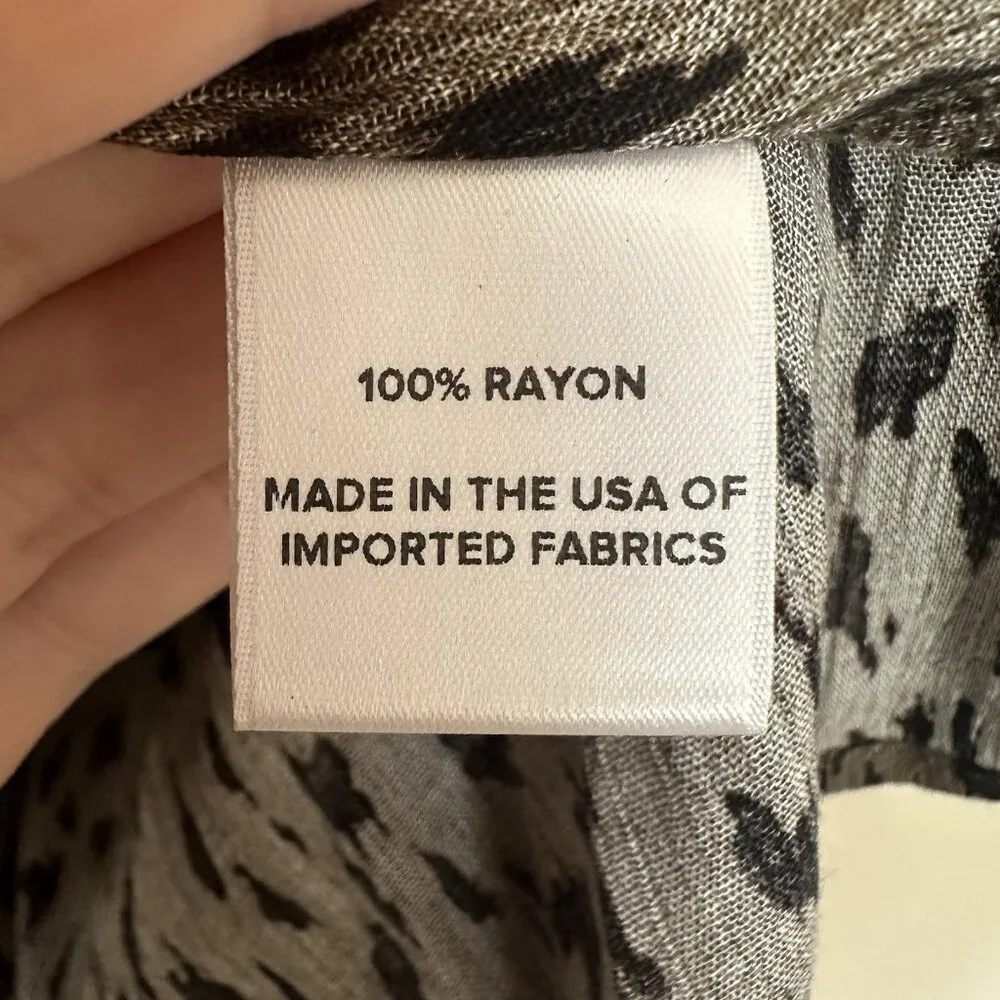 100% RAYON
MADE IN THE USA OF
IMPORTED FABRICS